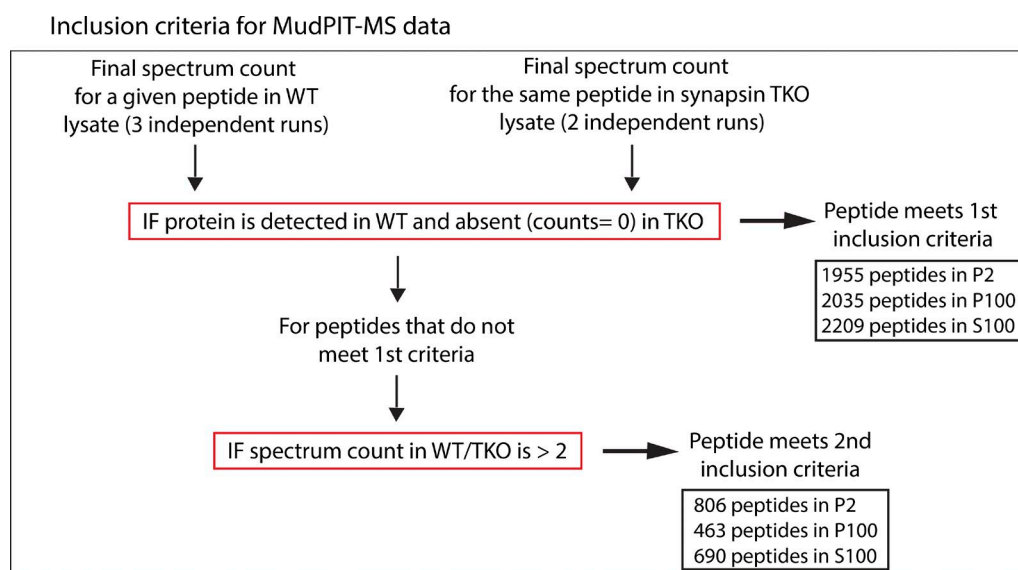 Inclusion criteria for MudPIT-MS data
Final spectrum count
for a given peptide in WT
lysate (3 independent runs)
Final spectrum count
for the same peptide in synapsin TKO
lysate (2 independent runs)
IF protein is detected in WT and absent (counts= 0) in TKO
Peptide meets 1st
inclusion criteria
1955 peptides in P2
2035 peptides in P100
2209 peptides in S100
For peptides that do not
meet 1st criteria
IF spectrum count in WT/TKO is > 2
Peptide meets 2nd
inclusion criteria
806 peptides in P2
463 peptides in P100
690 peptides in S100